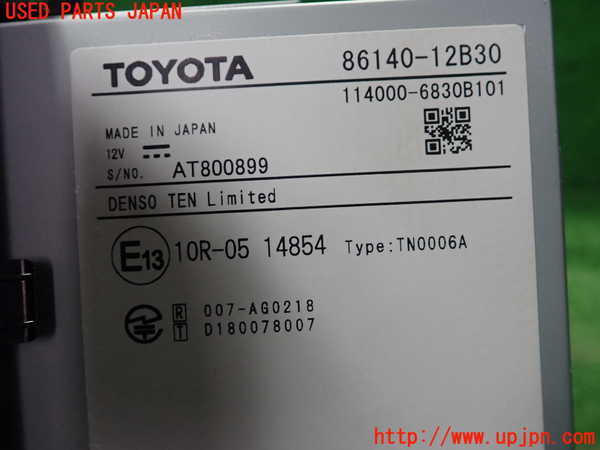 USED PARTS JAPAN
TOYOTA
86140-12B30
114000-6830B101
MADE IN JAPAN
12V
S/NO. AT800899
DENSO TEN Limited
E13 10R-05 14854 Type:TN0006A
R 007-AG0218
T D180078007
http://www.upjpn.com/